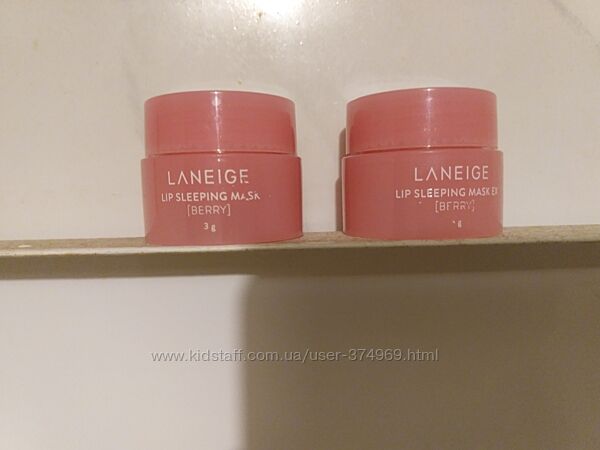 LANEIGE
LIP SLEEPING MASK
[BERRY]
3 g
LANEIGE
LIP SLEEPING MASK EX
[BERRY]
g
www.kidstaff.com.ua/user-374969.html